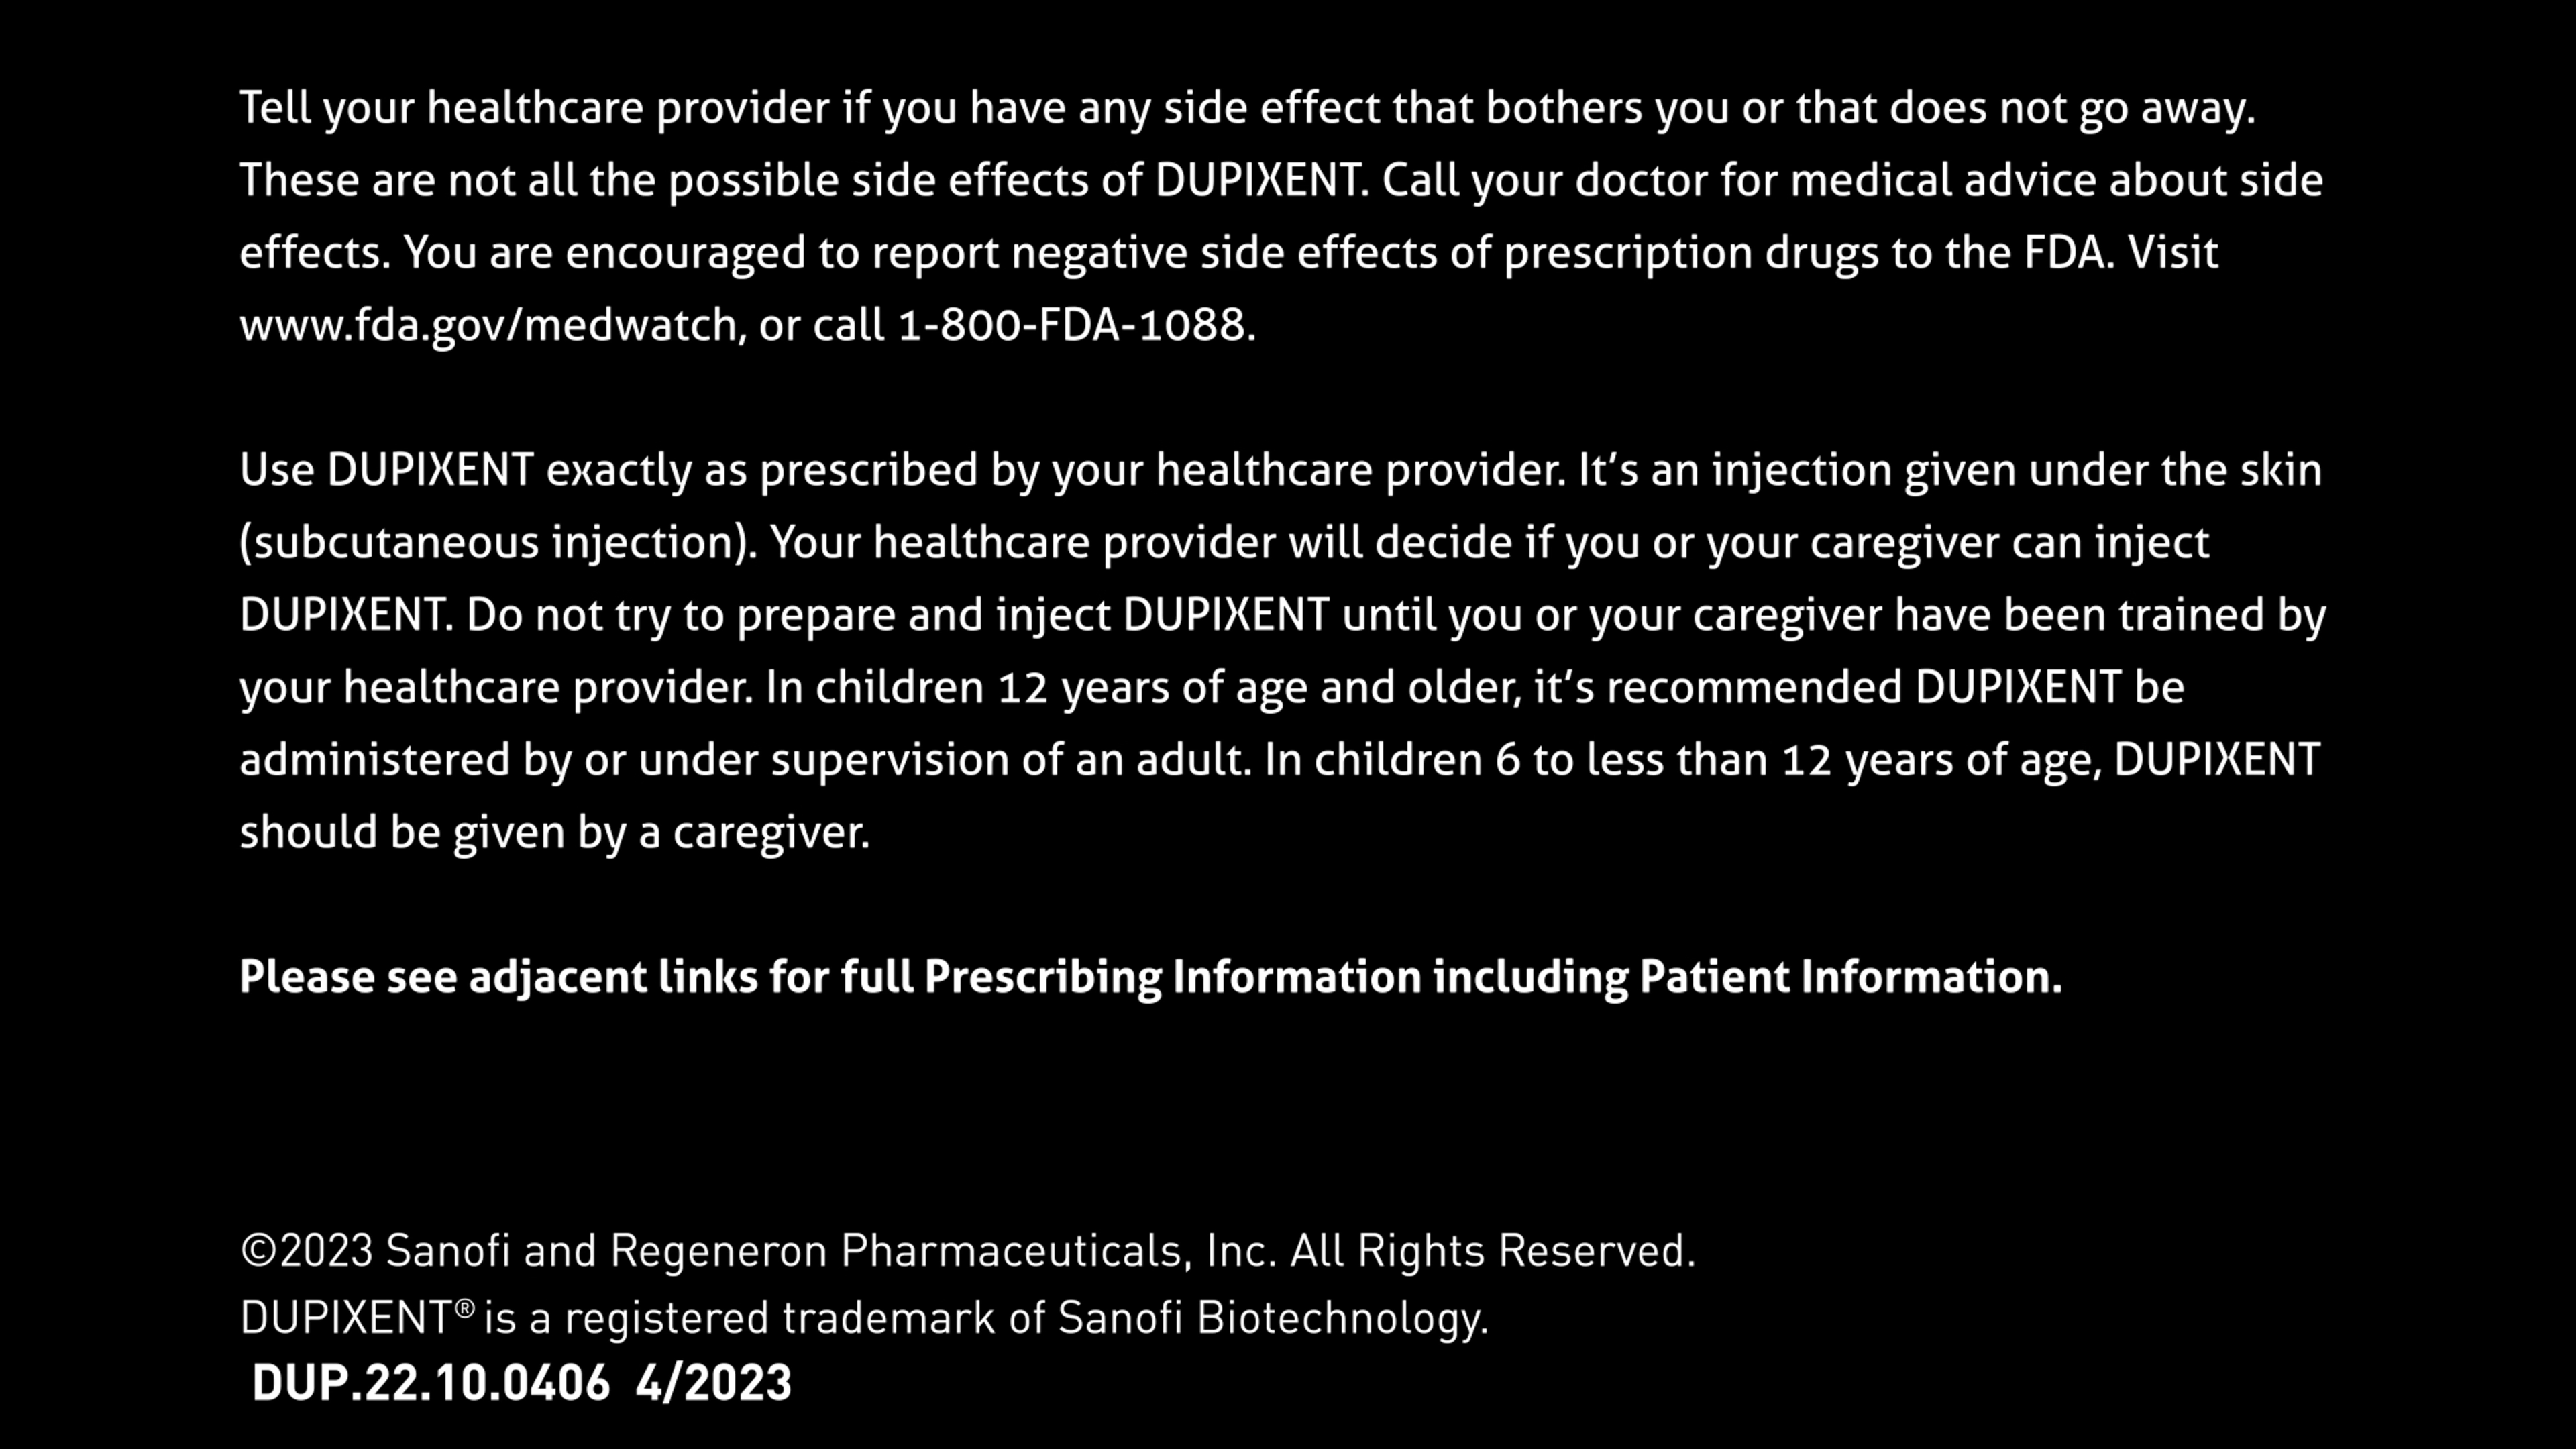 Tell your healthcare provider if you have any side effect that bothers you or that does not go away.
These are not all the possible side effects of DUPIXENT. Call your doctor for medical advice about side
effects. You are encouraged to report negative side effects of prescription drugs to the FDA. Visit
www.fda.gov/medwatch, or call 1-800-FDA-1088.
Use DUPIXENT exactly as prescribed by your healthcare provider. It’s an injection given under the skin
(subcutaneous injection). Your healthcare provider will decide if you or your caregiver can inject
DUPIXENT. Do not try to prepare and inject DUPIXENT until you or your caregiver have been trained by
your healthcare provider. In children 12 years of age and older, it’s recommended DUPIXENT be
administered by or under supervision of an adult. In children 6 to less than 12 years of age, DUPIXENT
should be given by a caregiver.
Please see adjacent links for full Prescribing Information including Patient Information.
©2023 Sanofi and Regeneron Pharmaceuticals, Inc. All Rights Reserved.
DUPIXENT® is a registered trademark of Sanofi Biotechnology.
DUP.22.10.0406 4/2023